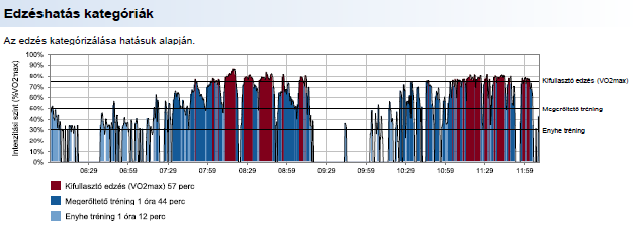 Edzéshatás kategóriák
Az edzés kategórizálása hatásuk alapján.
Intenzitási szint (%VO2max)
100%
90%
80%
70%
60%
50%
40%
30%
20%
10%
0%
Kifullasztó edzés (VO2max)
Megerőltető tréning
Enyhe tréning
06:29 06:59 07:29 07:59 08:29 08:59 09:29 09:59 10:29 10:59 11:29 11:59
Kifullasztó edzés (VO2max) 57 perc
Megerőltető tréning 1 óra 44 perc
Enyhe tréning 1 óra 12 perc